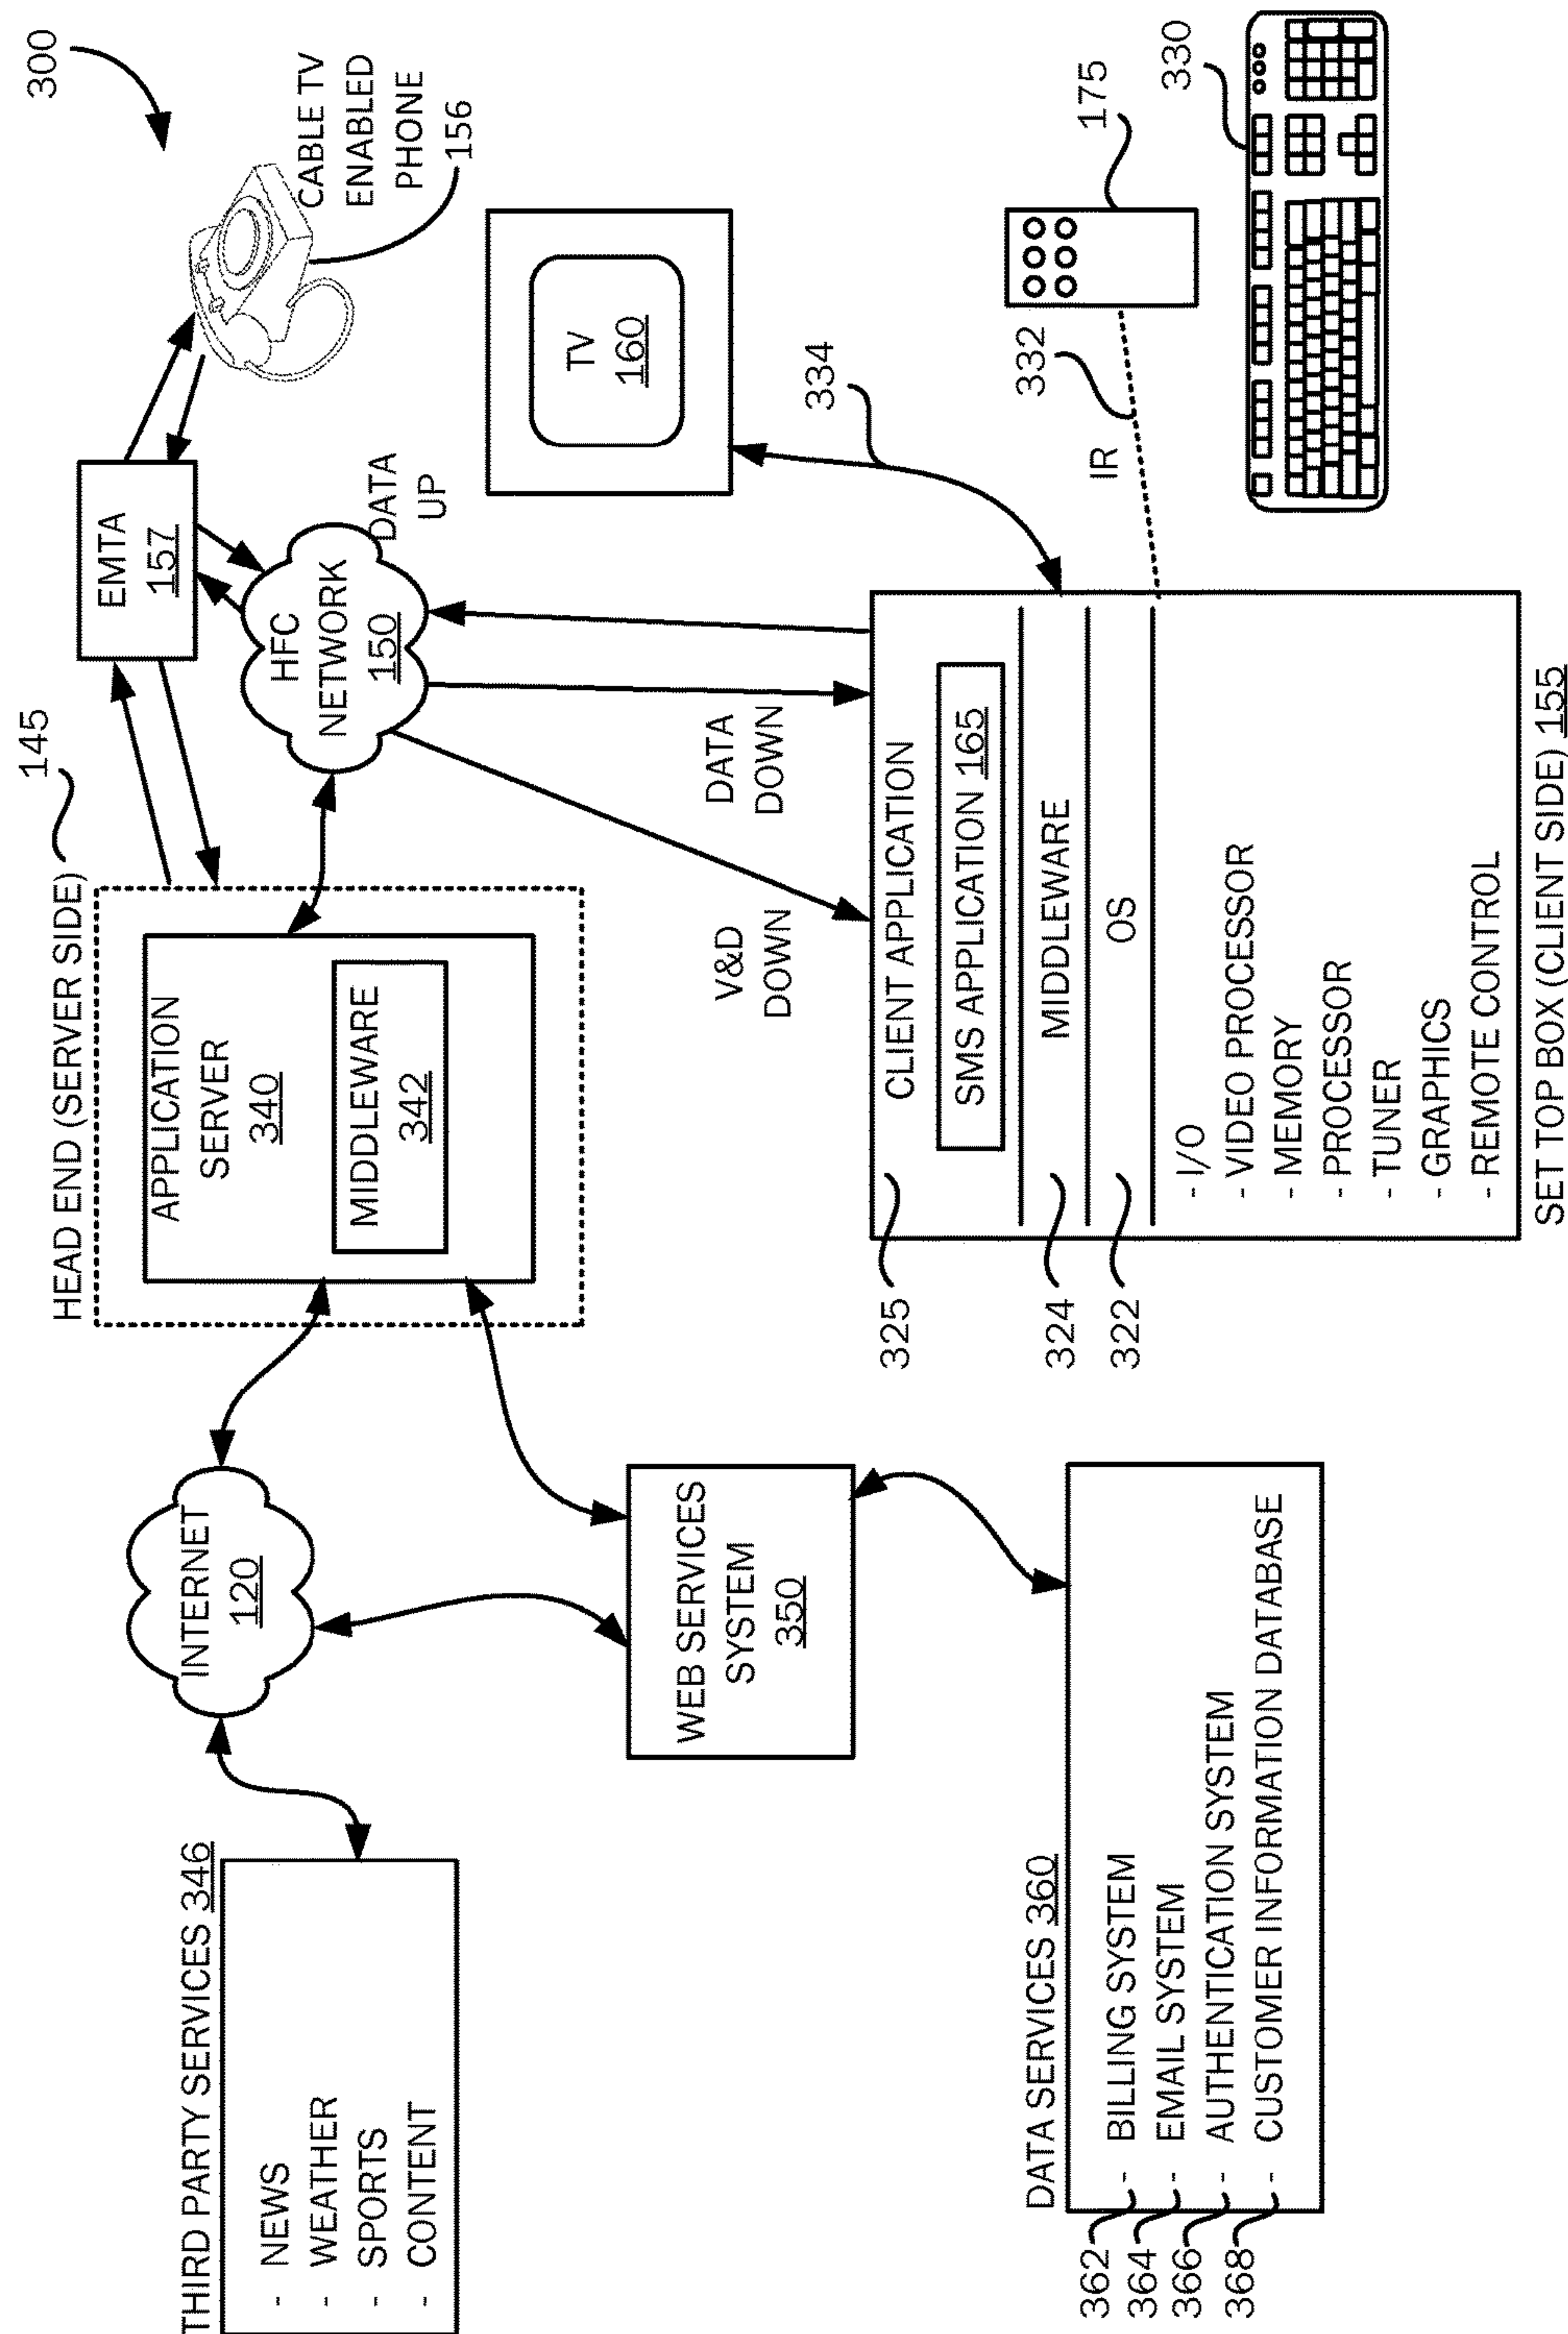 300
THIRD PARTY SERVICES 346
- NEWS
- WEATHER
- SPORTS
- CONTENT
INTERNET
120
HEAD END (SERVER SIDE)
145
APPLICATION
SERVER
340
MIDDLEWARE
342
EMTA
157
CABLE TV
ENABLED
PHONE
156
HFC
NETWORK
150
DATA
UP
DATA
DOWN
V&D
DOWN
TV
160
334
WEB SERVICES
SYSTEM
350
DATA SERVICES 360
362 - BILLING SYSTEM
364 - EMAIL SYSTEM
366 - AUTHENTICATION SYSTEM
368 - CUSTOMER INFORMATION DATABASE
325
CLIENT APPLICATION
SMS APPLICATION 165
324
MIDDLEWARE
322
OS
- I/O
- VIDEO PROCESSOR
- MEMORY
- PROCESSOR
- TUNER
- GRAPHICS
- REMOTE CONTROL
SET TOP BOX (CLIENT SIDE) 155
IR
332
175
330